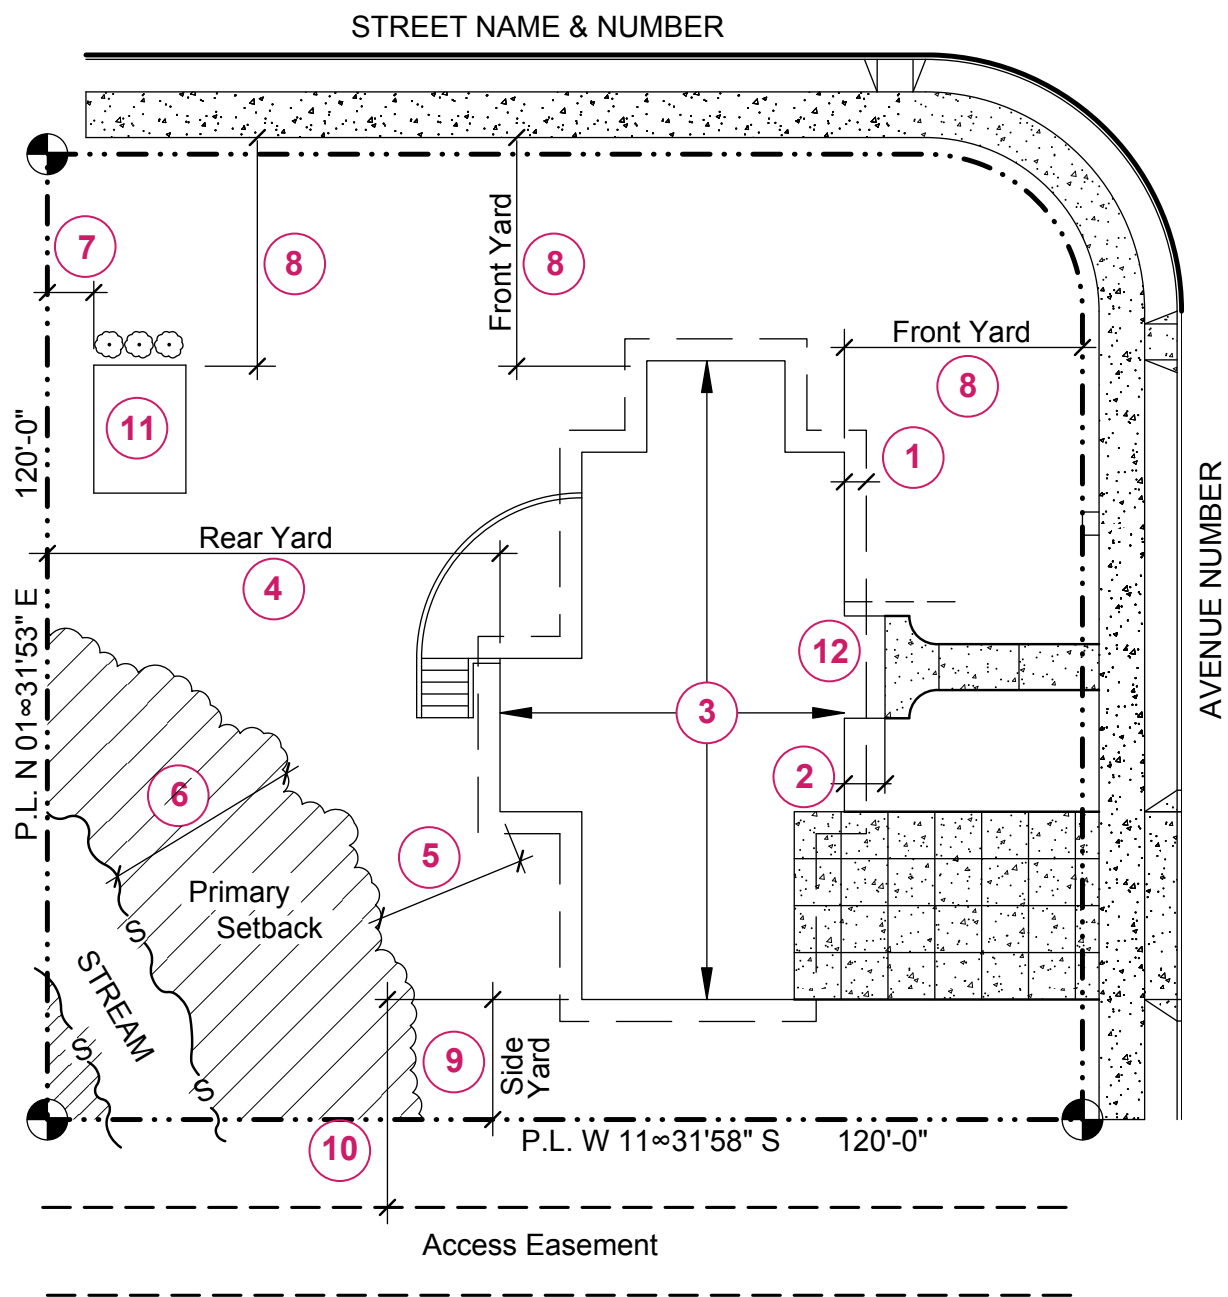 STREET NAME & NUMBER
7
8
Front Yard
8
Front Yard
8
11
1
120'-0"
Rear Yard
4
AVENUE NUMBER
P.L. N 01∞31'53" E
12
3
6
2
5
Primary
Setback
S
STREAM
S
S
9
Side
Yard
10
P.L. W 11∞31'58" S
120'-0"
Access Easement